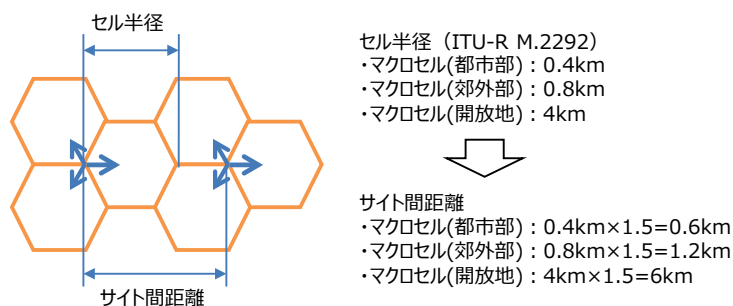 セル半径
セル半径（ITU-R M.2292）
・マクロセル(都市部)：0.4km
・マクロセル(郊外部)：0.8km
・マクロセル(開放地)：4km
サイト間距離
・マクロセル(都市部)：0.4km×1.5=0.6km
・マクロセル(郊外部)：0.8km×1.5=1.2km
・マクロセル(開放地)：4km×1.5=6km
サイト間距離